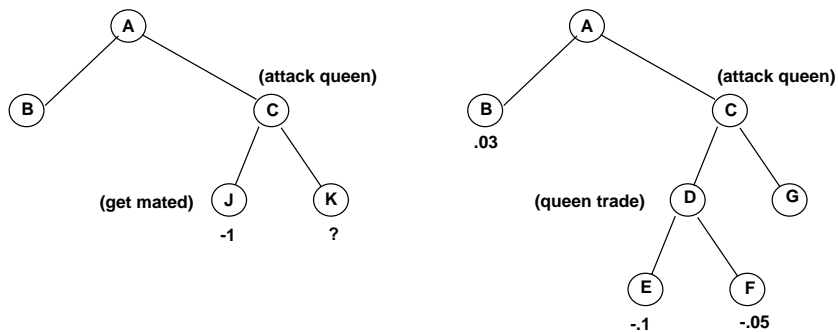 A
(attack queen)
B
C
(get mated)
J
K
-1
?
A
(attack queen)
B
C
.03
(queen trade)
D
G
E
F
-.1
-.05